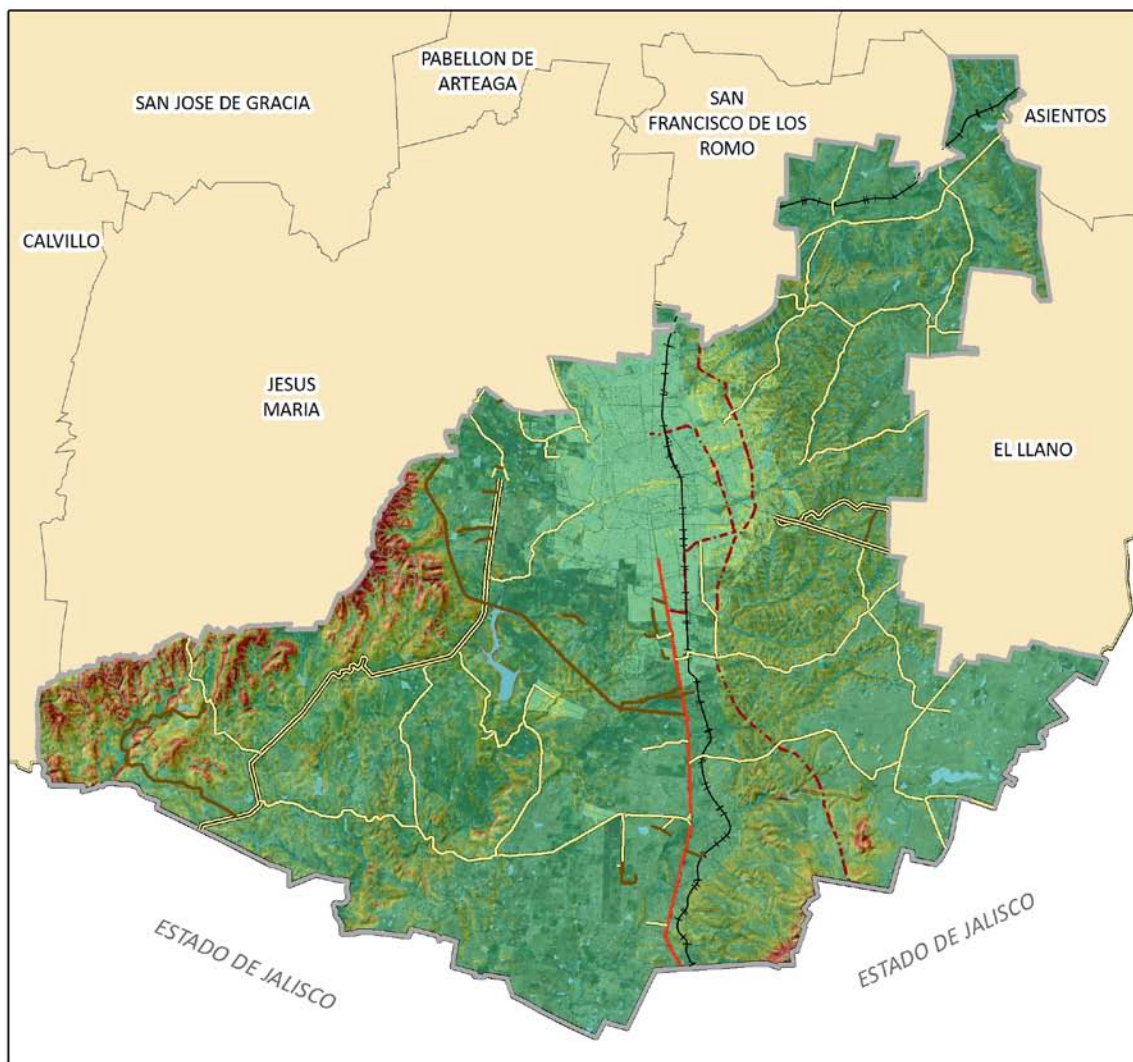 PABELLON DE
ARTEAGA
SAN JOSE DE GRACIA
SAN
FRANCISCO DE LOS
ROMO
ASIENTOS
CALVILLO
JESUS
MARIA
EL LLANO
ESTADO DE JALISCO
ESTADO DE JALISCO